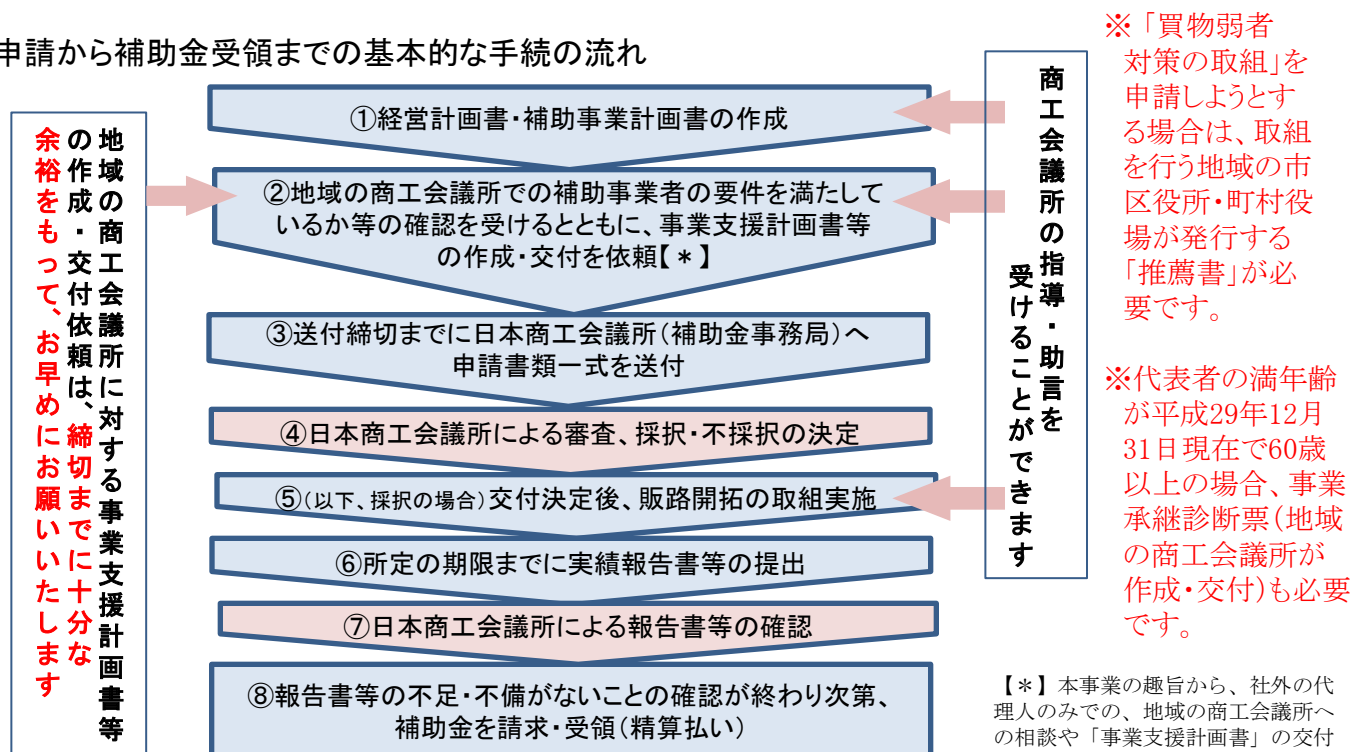 申請から補助金受領までの基本的な手続の流れ
地域の商工会議所に対する事業支援計画書等
の作成・交付依頼は、締切までに十分な
余裕をもって、お早めにお願いいたします
①経営計画書・補助事業計画書の作成
②地域の商工会議所での補助事業者の要件を満たして
いるか等の確認を受けるとともに、事業支援計画書等
の作成・交付を依頼【＊】
③送付締切までに日本商工会議所（補助金事務局）へ
申請書類一式を送付
④日本商工会議所による審査、採択・不採択の決定
⑤（以下、採択の場合）交付決定後、販路開拓の取組実施
⑥所定の期限までに実績報告書等の提出
⑦日本商工会議所による報告書等の確認
⑧報告書等の不足・不備がないことの確認が終わり次第、
補助金を請求・受領（精算払い）
商工会議所の指導・助言を
受けることができます
※「買物弱者
対策の取組」を
申請しようとす
る場合は、取組
を行う地域の市
区役所・町村役
場が発行する
「推薦書」が必
要です。
※代表者の満年齢
が平成29年12月
31日現在で60歳
以上の場合、事業
承継診断票（地域
の商工会議所が
作成・交付）も必要
です。
【＊】本事業の趣旨から、社外の代
理人のみでの、地域の商工会議所へ
の相談や「事業支援計画書」の交付